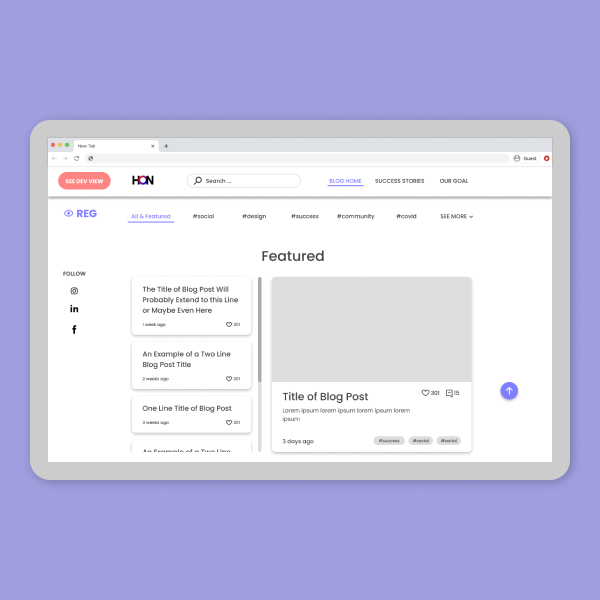 New Tab
Guest
SEE DEV VIEW
HON
Search ...
BLOG HOME
SUCCESS STORIES
OUR GOAL
REG
All & Featured
#social
#design
#success
#community
#covid
SEE MORE
Featured
FOLLOW
The Title of Blog Post Will
Probably Extend to this Line
or Maybe Even Here
1 week ago
301
An Example of a Two Line
Blog Post Title
2 weeks ago
301
One Line Title of Blog Post
3 weeks ago
301
An Example of a Two Line
Title of Blog Post
301
15
Lorem ipsum lorem ipsum lorem ipsum lorem
ipsum
3 days ago
#success
#social
#social